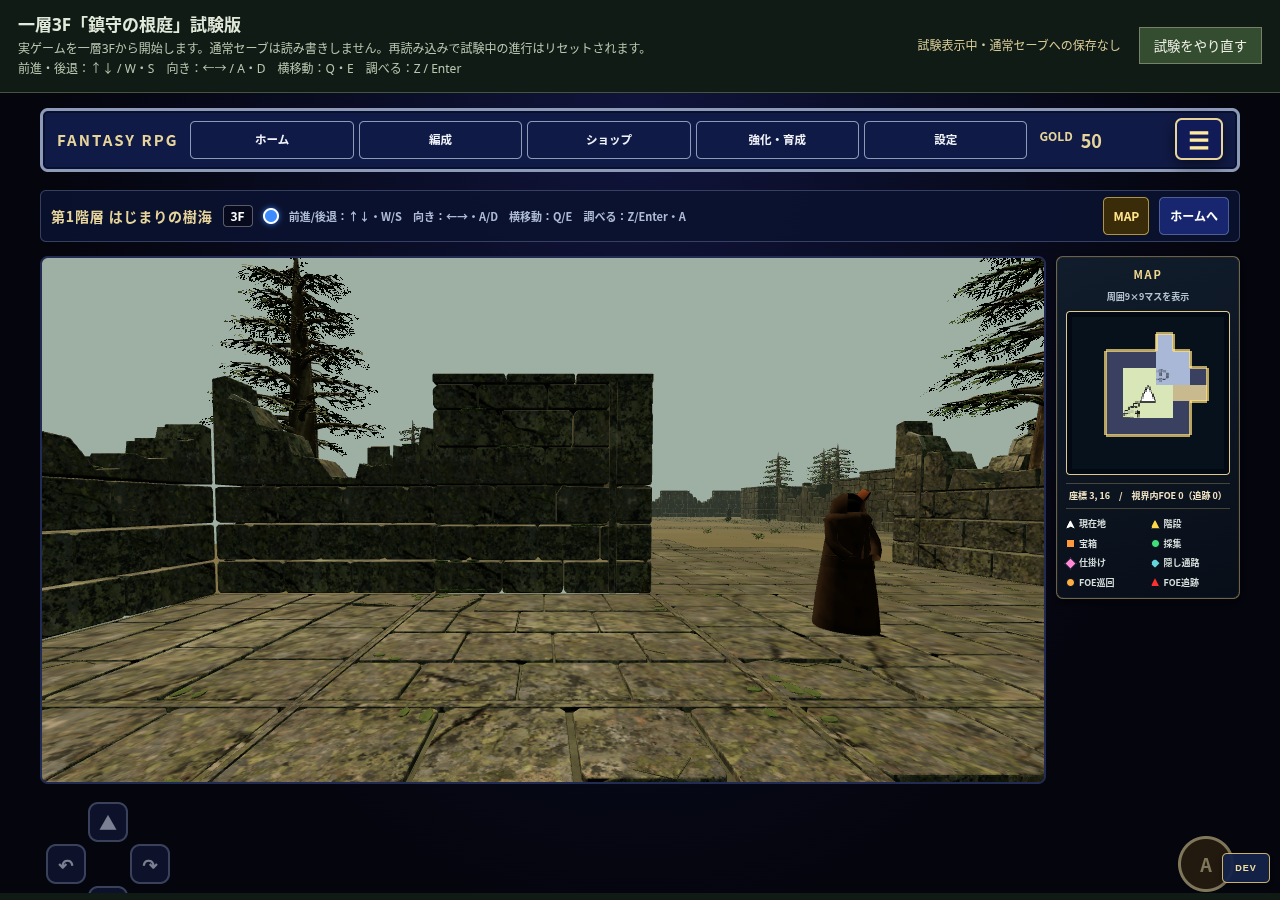 一層3F「鎮守の根庭」試験版
実ゲームを一層3Fから開始します。通常セーブは読み書きしません。再読み込みで試験中の進行はリセットされます。
前進・後退：↑↓ / W・S　向き：←→ / A・D　横移動：Q・E　調べる：Z / Enter
試験表示中・通常セーブへの保存なし
試験をやり直す
FANTASY RPG
ホーム
編成
ショップ
強化・育成
設定
GOLD 50
第1階層 はじまりの樹海
3F
前進/後退：↑↓・W/S　向き：←→・A/D　横移動：Q/E　調べる：Z/Enter・A
MAP
ホームへ
MAP
周囲9×9マスを表示
座標 3, 16　/　視界内FOE 0（追跡 0）
現在地
階段
宝箱
採集
仕掛け
隠し通路
FOE巡回
FOE追跡
A
DEV